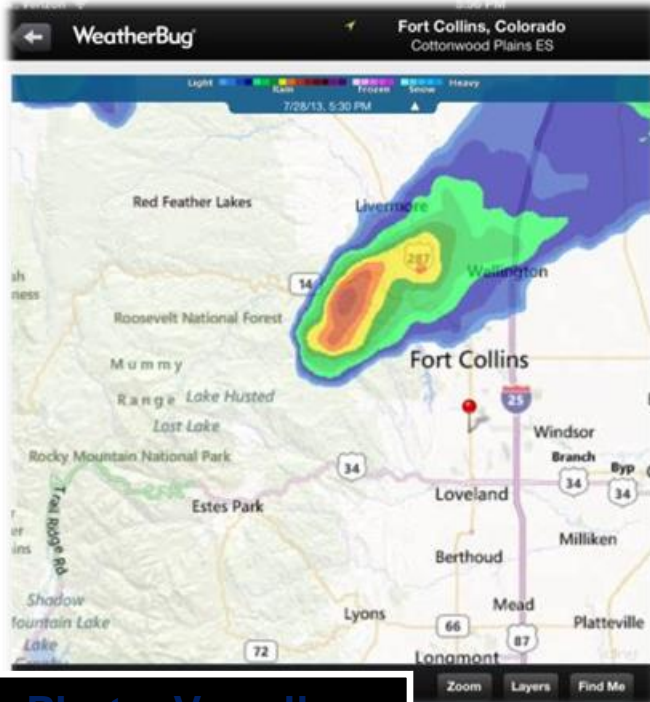 WeatherBug
Fort Collins, Colorado
Cottonwood Plains ES
Light
Rain
Frozen
Snow
Heavy
7/28/13, 5:30 PM
Red Feather Lakes
Livermore
287
14
Wellington
Roosevelt National Forest
Fort Collins
Mummy
Range
Lake Husted
Lost Lake
25
Windsor
Rocky Mountain National Park
34
Branch
34
Byp
34
Loveland
Estes Park
Trail Ridge Rd
Milliken
Berthoud
Shadow
Mountain Lake
Lake
Lyons
Mead
66
Platteville
87
72
Longmont
Zoom
Layers
Find Me